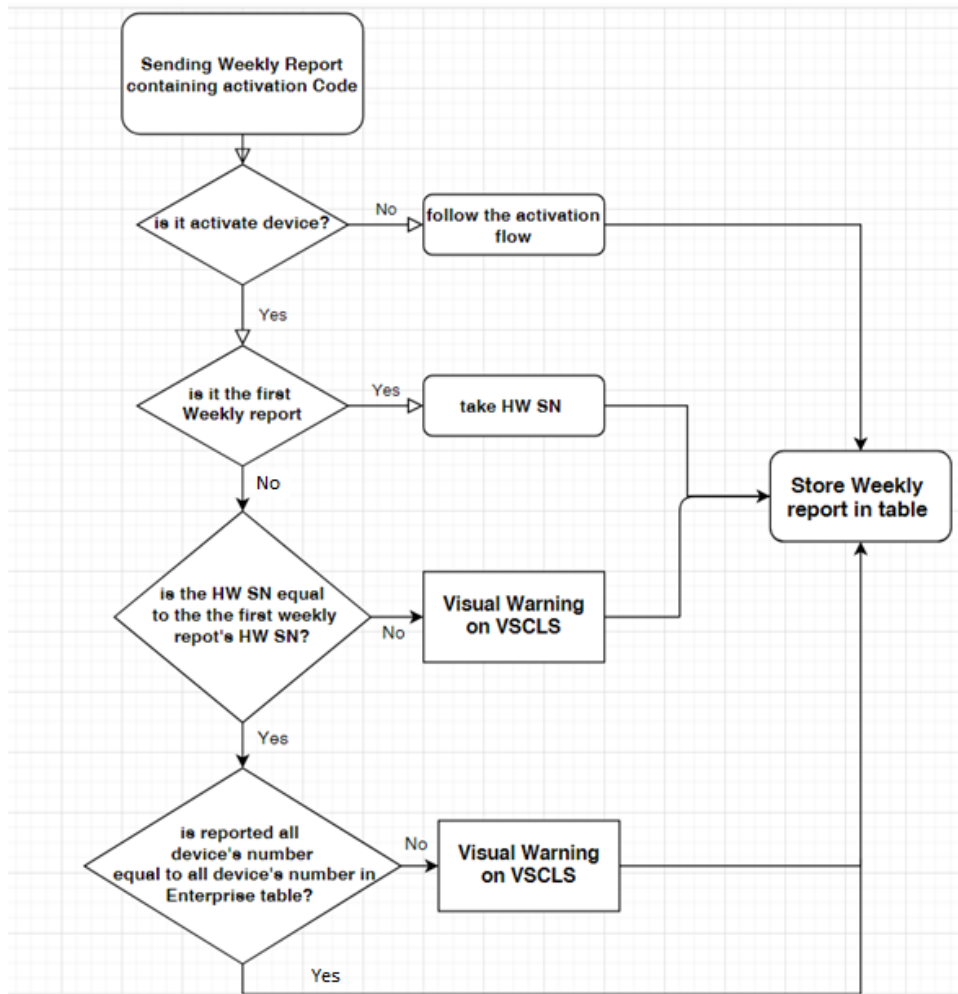 Sending Weekly Report
containing activation Code
is it activate device?
No
follow the activation
flow
Yes
is it the first
Weekly report
Yes
take HW SN
No
Store Weekly
report in table
is the HW SN equal
to the the first weekly
repot's HW SN?
No
Visual Warning
on VSCLS
Yes
is reported all
device's number
equal to all device's number in
Enterprise table?
No
Visual Warning
on VSCLS
Yes